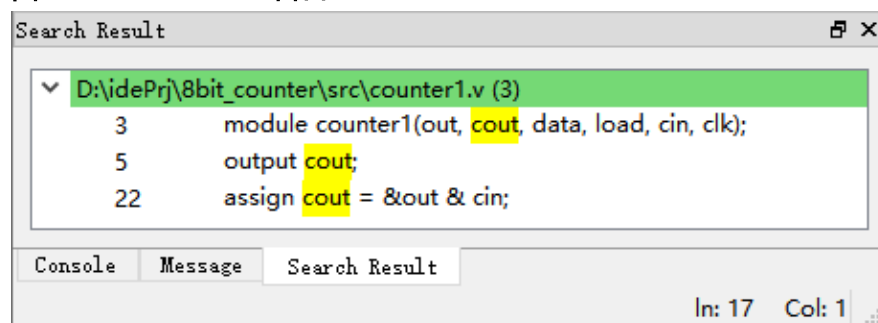 Search Result
D:\idePrj\8bit_counter\src\counter1.v (3)
3 module counter1(out, cout, data, load, cin, clk);
5 output cout;
22 assign cout = &out & cin;
Console Message Search Result
ln: 17 Col: 1